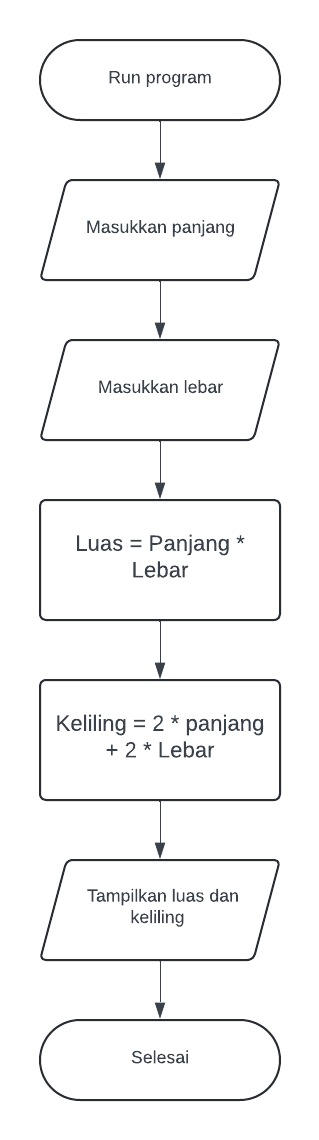 Run program
Masukkan panjang
Masukkan lebar
Luas = Panjang *
Lebar
Keliling = 2 * panjang
+ 2 * Lebar
Tampilkan luas dan
keliling
Selesai